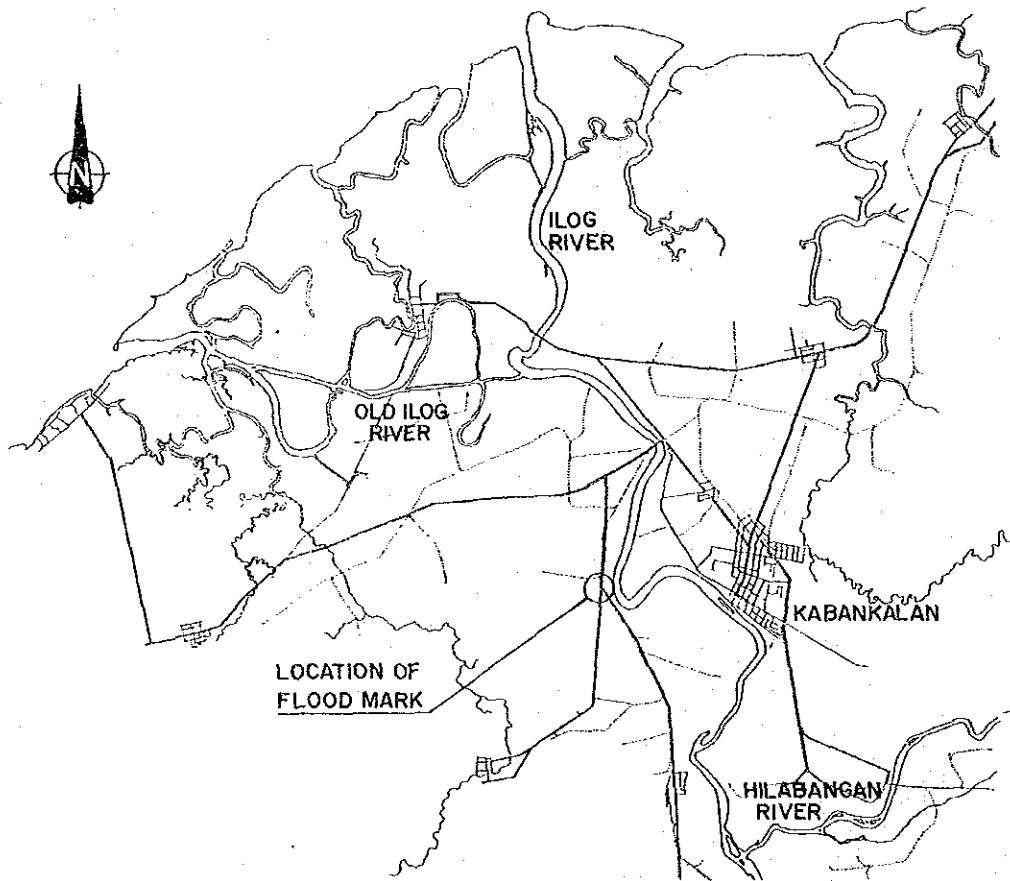 N
ILOG
RIVER
OLD ILOG
RIVER
KABANKALAN
LOCATION OF
FLOOD MARK
HILABANGAN
RIVER